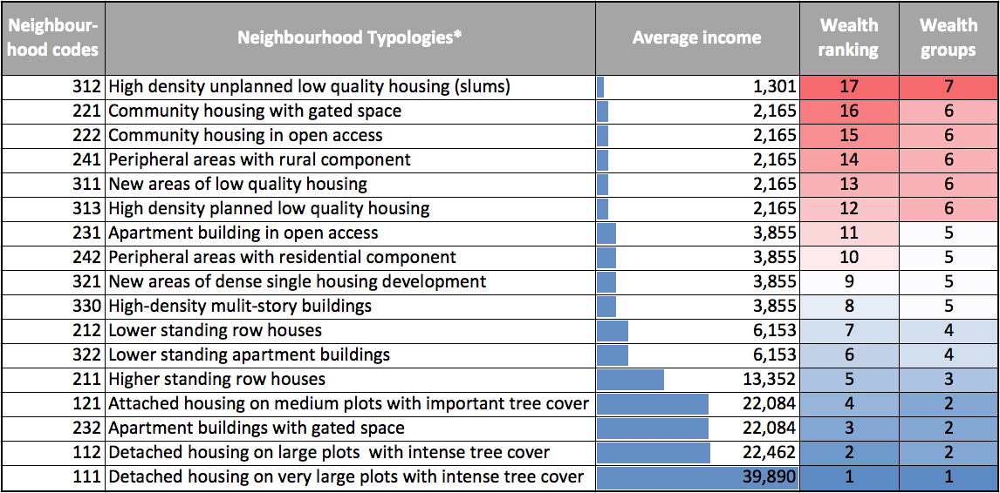 Neighbour-
hood codes
Neighbourhood Typologies*
Average income
Wealth
ranking
Wealth
groups
312 High density unplanned low quality housing (slums) 1,301 17 7
221 Community housing with gated space 2,165 16 6
222 Community housing in open access 2,165 15 6
241 Peripheral areas with rural component 2,165 14 6
311 New areas of low quality housing 2,165 13 6
313 High density planned low quality housing 2,165 12 6
231 Apartment building in open access 3,855 11 5
242 Peripheral areas with residential component 3,855 10 5
321 New areas of dense single housing development 3,855 9 5
330 High-density mulit-story buildings 3,855 8 5
212 Lower standing row houses 6,153 7 4
322 Lower standing apartment buildings 6,153 6 4
211 Higher standing row houses 13,352 5 3
121 Attached housing on medium plots with important tree cover 22,084 4 2
232 Apartment buildings with gated space 22,084 3 2
112 Detached housing on large plots with intense tree cover 22,462 2 2
111 Detached housing on very large plots with intense tree cover 39,890 1 1